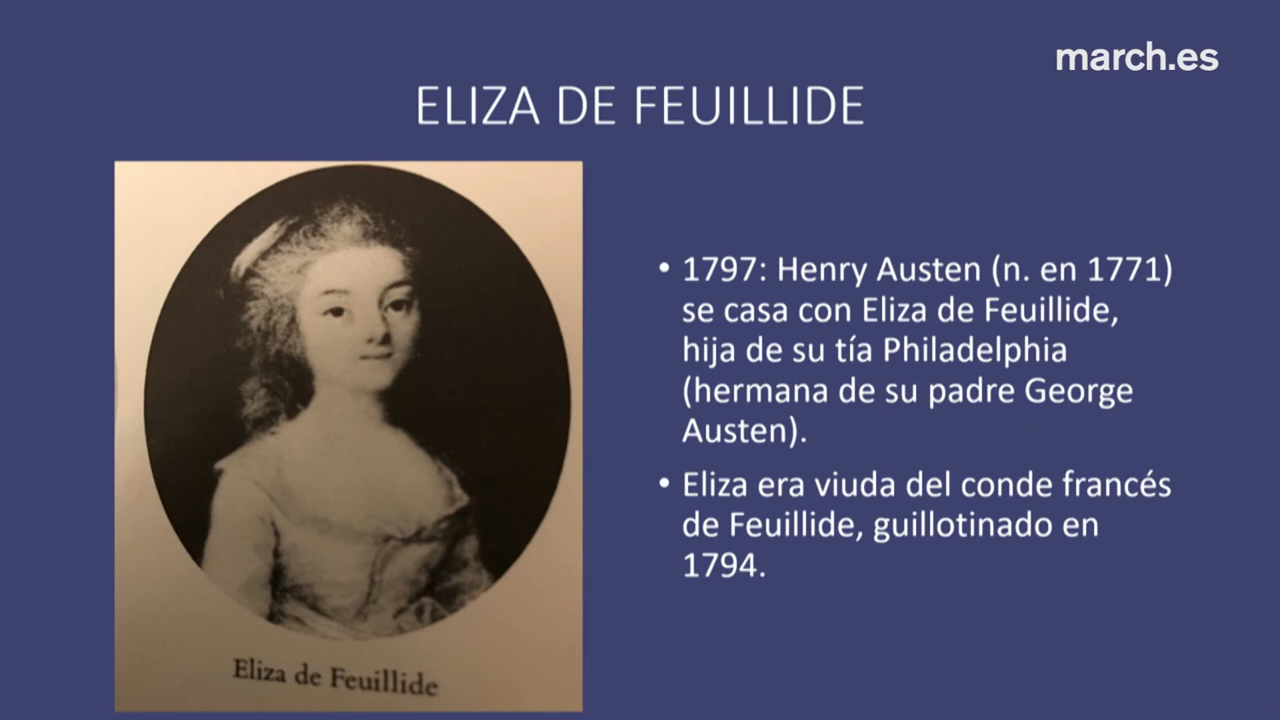 march.es
ELIZA DE FEUILLIDE
• 1797: Henry Austen (n. en 1771)
se casa con Eliza de Feuillide,
hija de su tía Philadelphia
(hermana de su padre George
Austen).
• Eliza era viuda del conde francés
de Feuillide, guillotinado en
1794.
Eliza de Feuillide